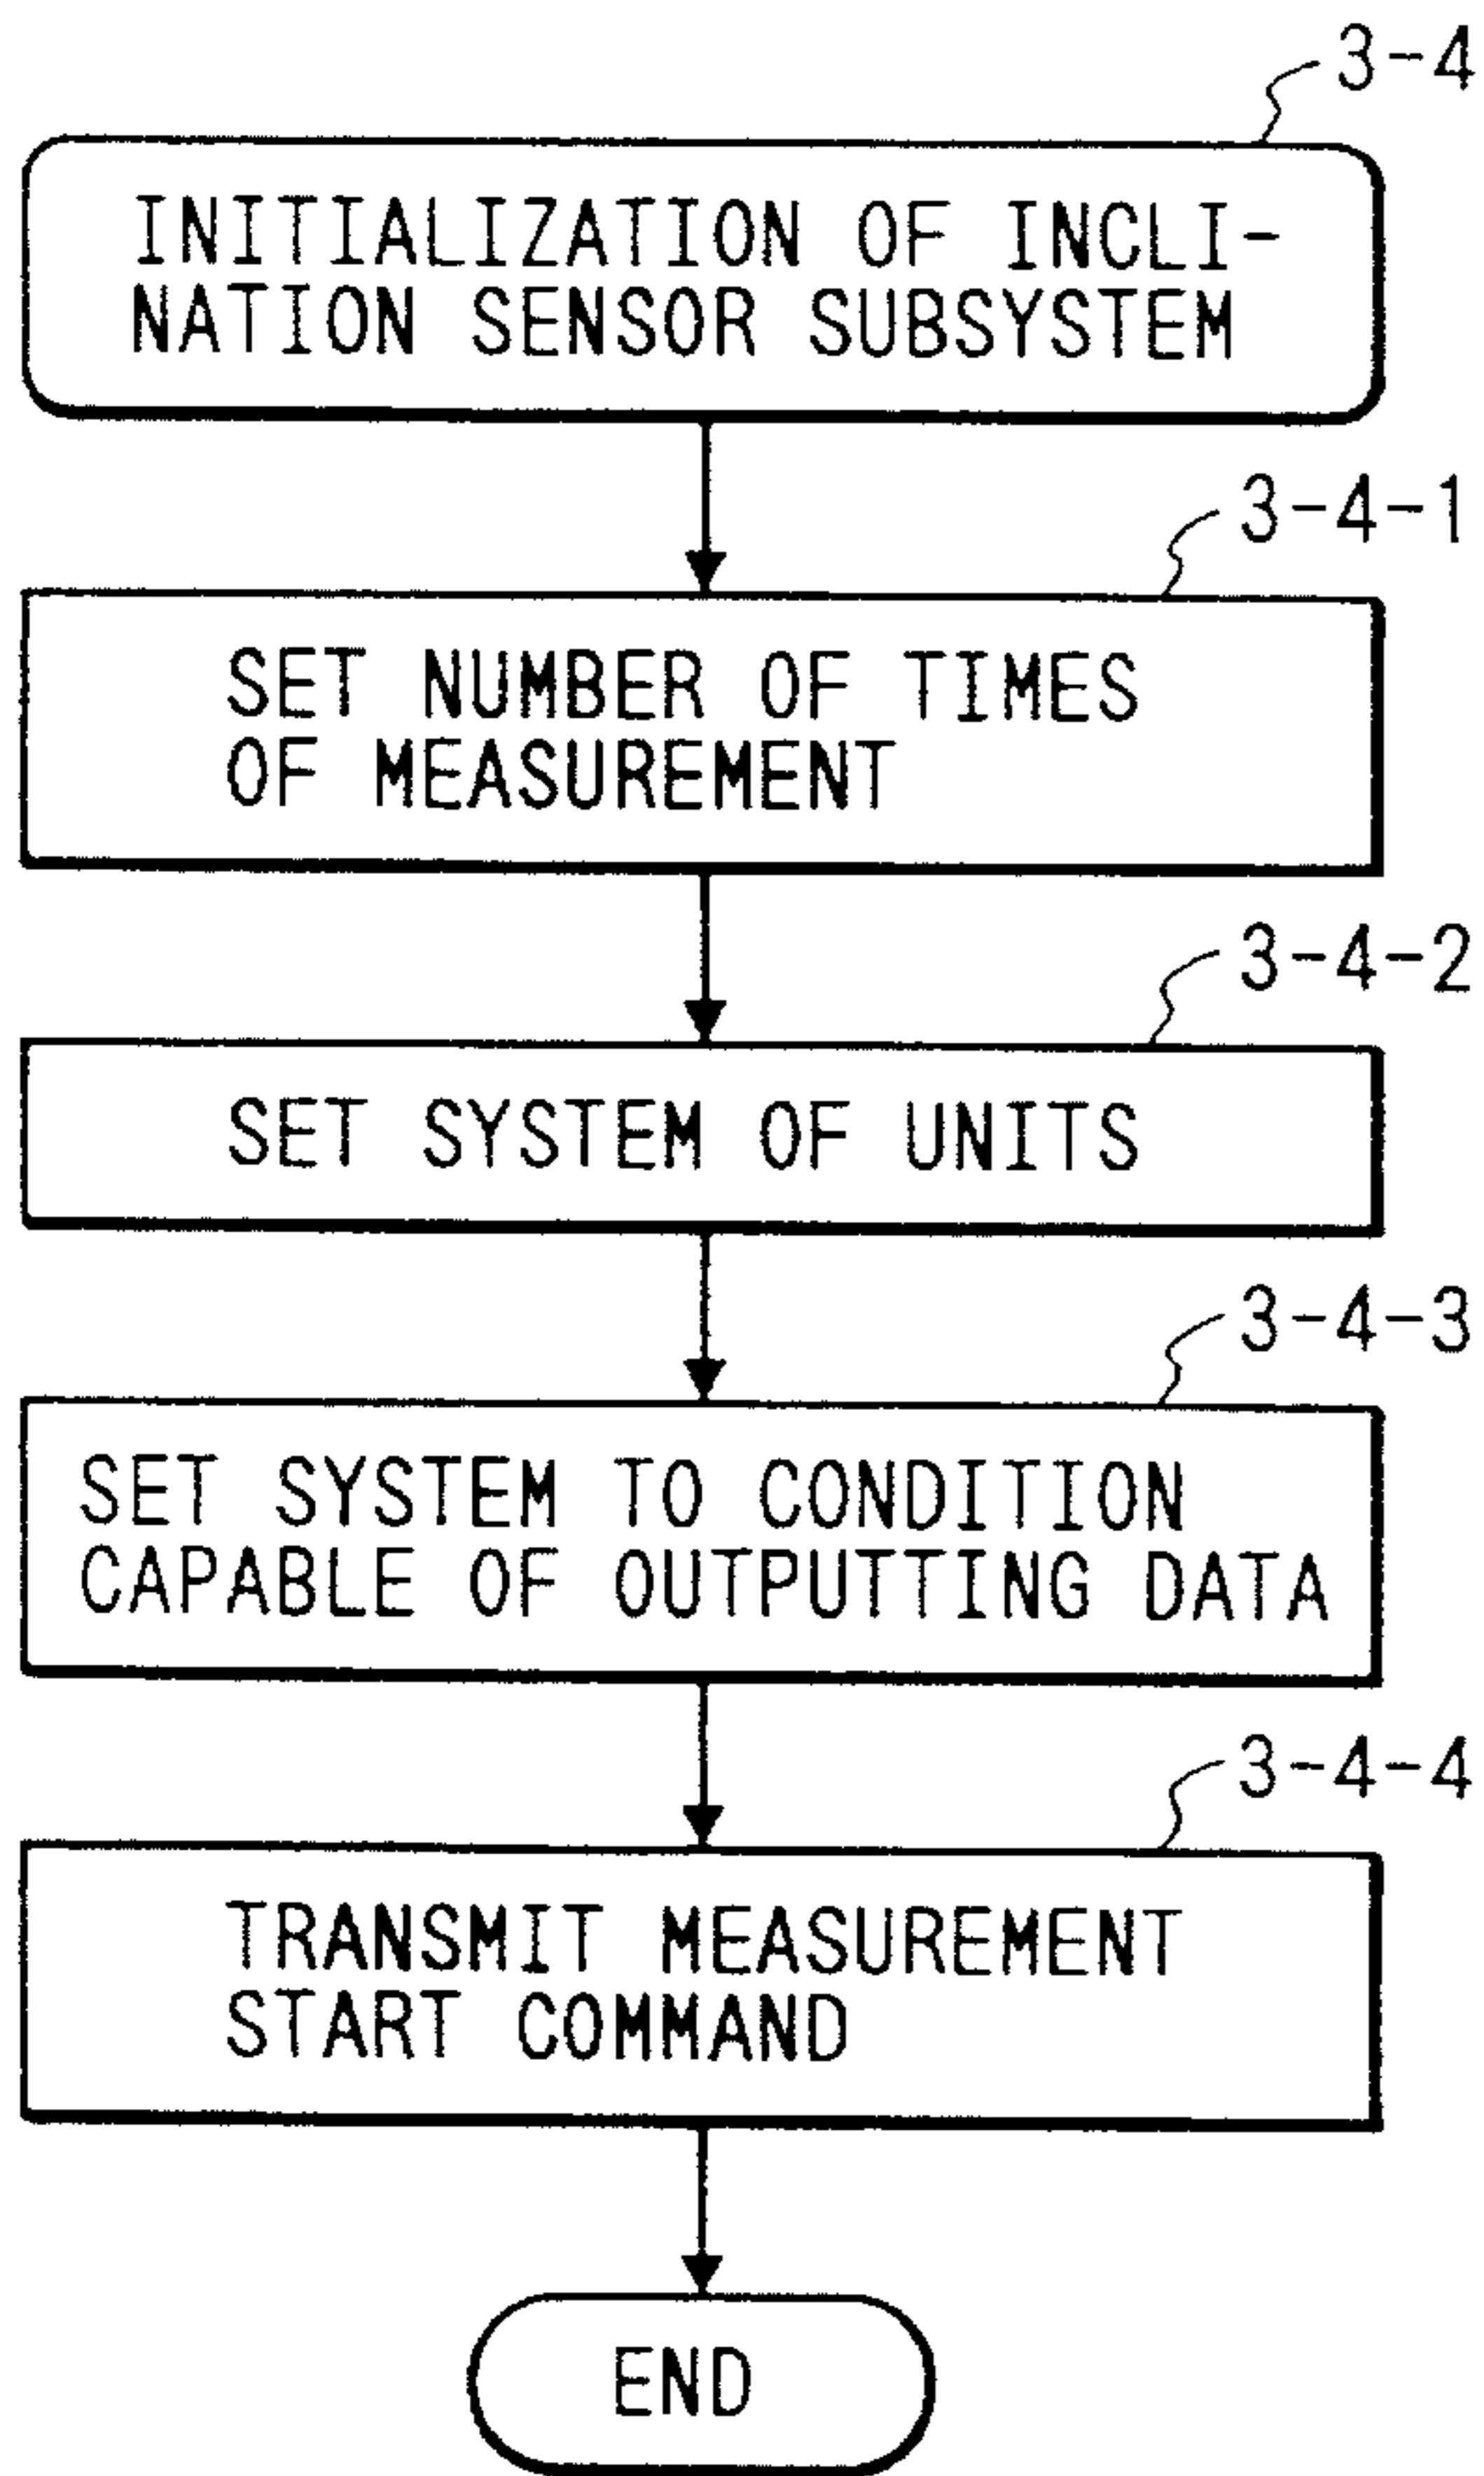 3-4
INITIALIZATION OF INCLI-
NATION SENSOR SUBSYSTEM
3-4-1
SET NUMBER OF TIMES
OF MEASUREMENT
3-4-2
SET SYSTEM OF UNITS
3-4-3
SET SYSTEM TO CONDITION
CAPABLE OF OUTPUTTING DATA
3-4-4
TRANSMIT MEASUREMENT
START COMMAND
END